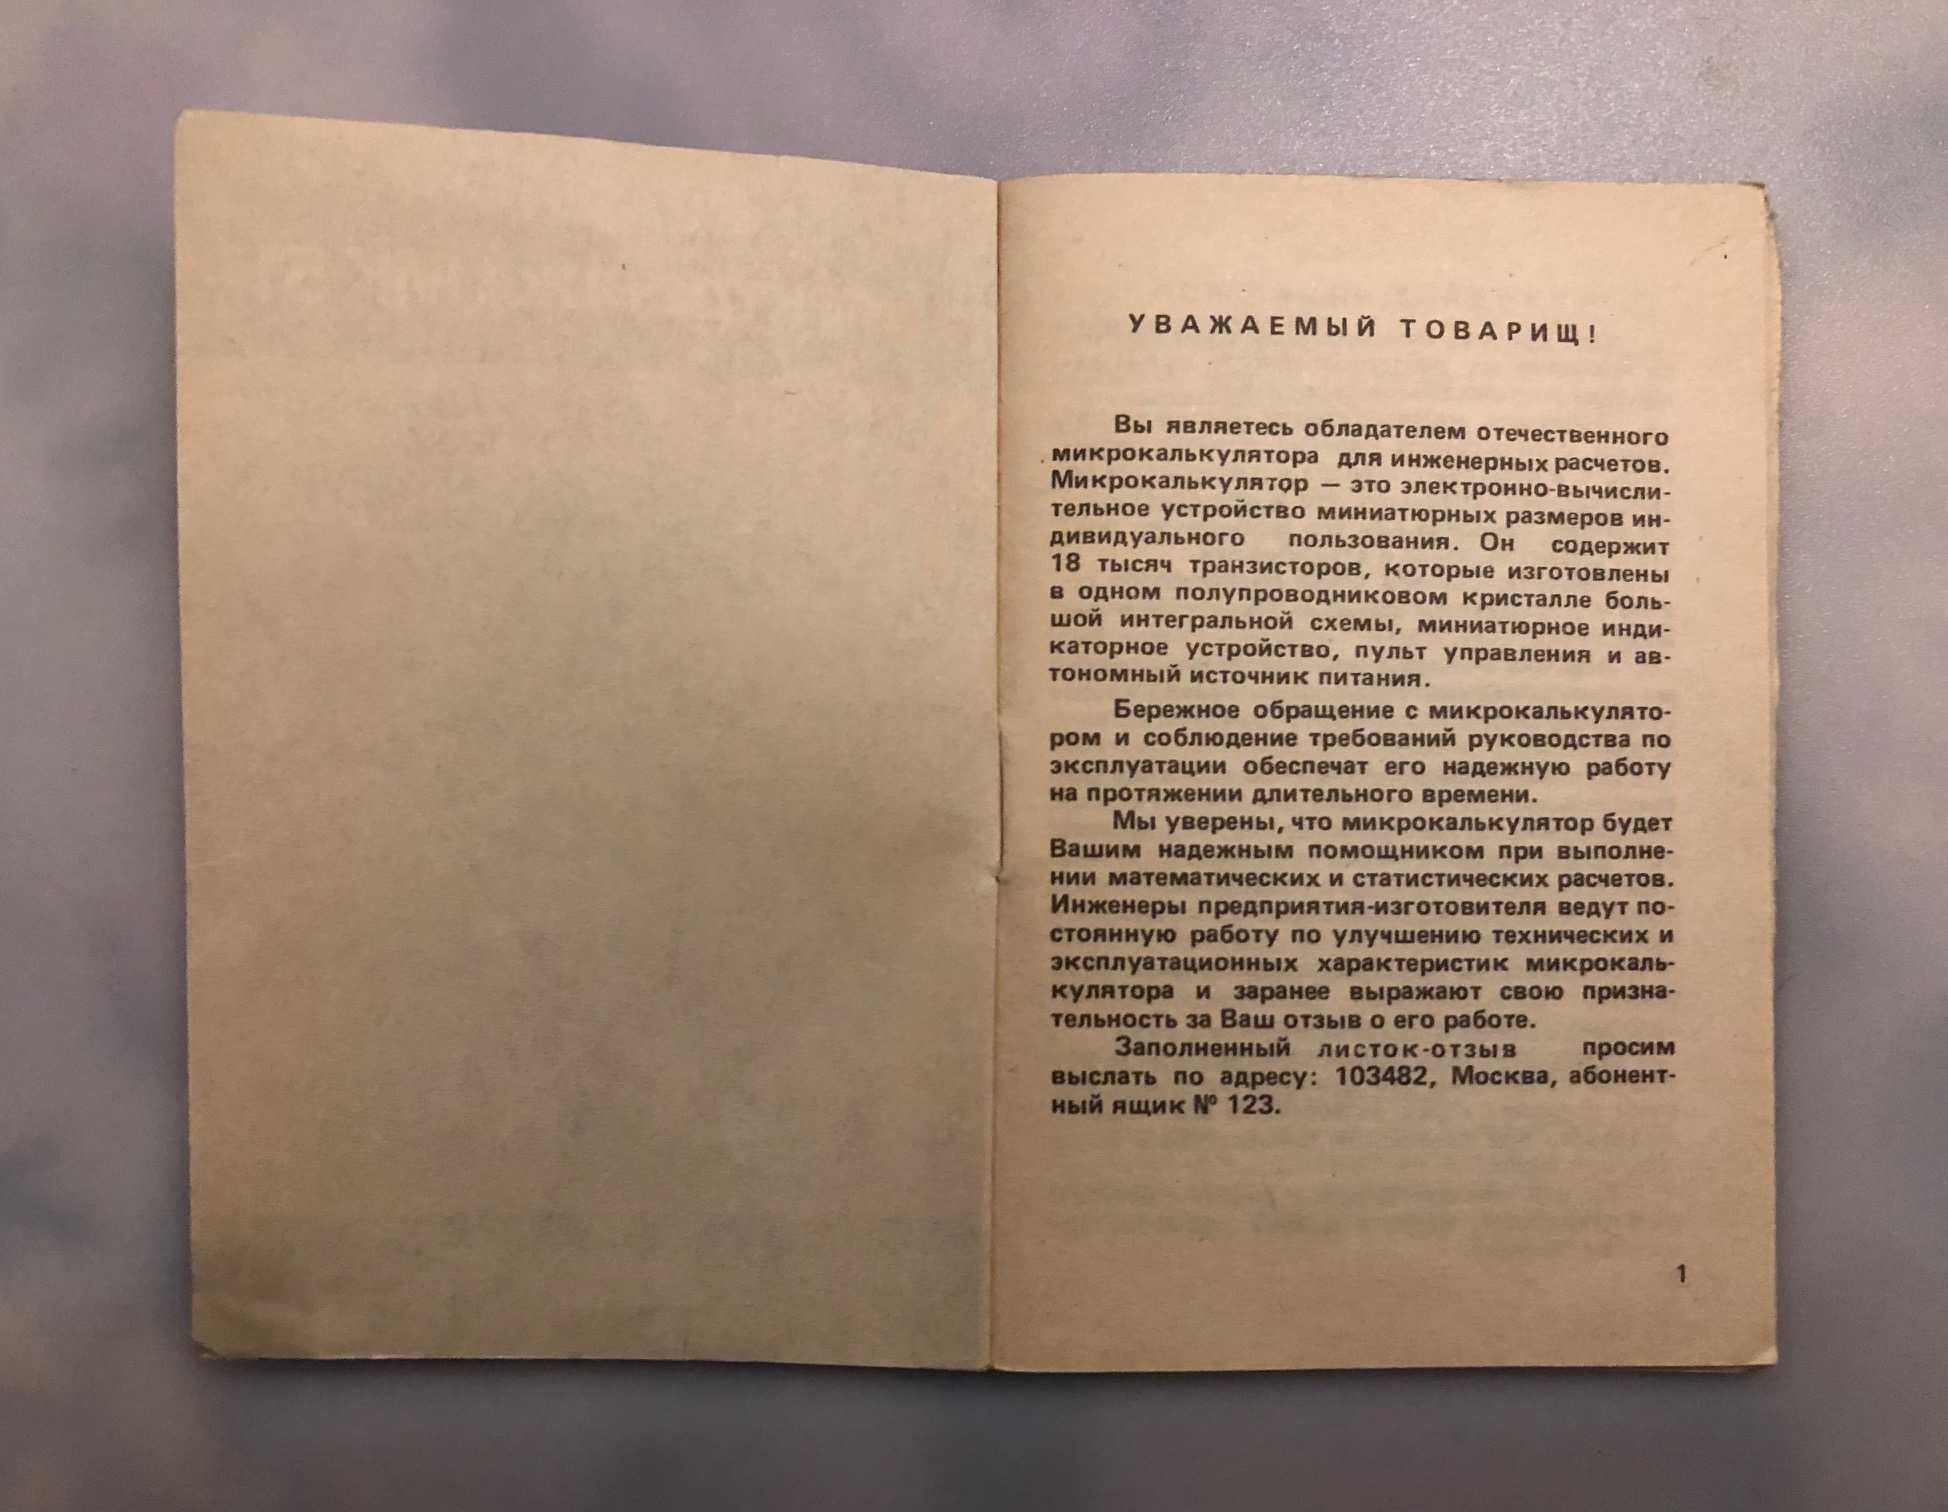 УВАЖАЕМЫЙ ТОВАРИЩ!
Вы являетесь обладателем отечественного
микрокалькулятора для инженерных расчетов.
Микрокалькулятор — это электронно-вычисли-
тельное устройство миниатюрных размеров ин-
дивидуального пользования. Он содержит
18 тысяч транзисторов, которые изготовлены
в одном полупроводниковом кристалле боль-
шой интегральной схемы, миниатюрное инди-
каторное устройство, пульт управления и ав-
тономный источник питания.
Бережное обращение с микрокалькулято-
ром и соблюдение требований руководства по
эксплуатации обеспечат его надежную работу
на протяжении длительного времени.
Мы уверены, что микрокалькулятор будет
Вашим надежным помощником при выполне-
нии математических и статистических расчетов.
Инженеры предприятия-изготовителя ведут по-
стоянную работу по улучшению технических и
эксплуатационных характеристик микрокаль-
кулятора и заранее выражают свою призна-
тельность за Ваш отзыв о его работе.
Заполненный листок-отзыв просим
выслать по адресу: 103482, Москва, абонент-
ный ящик № 123.
1